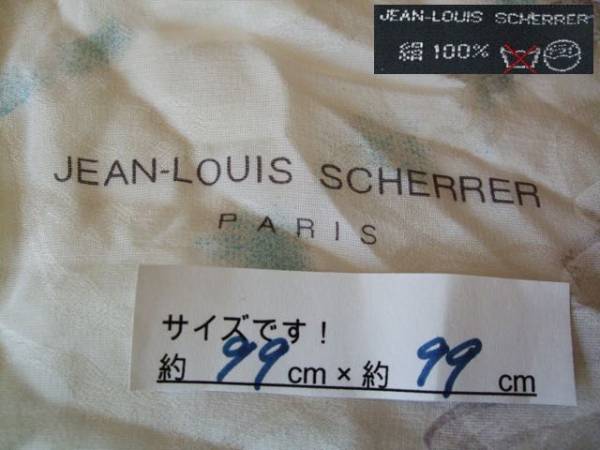 JEAN-LOUIS SCHERRER
絹 100%
JEAN-LOUIS SCHERRER
PARIS
サイズです！
約 99 cm × 約 99 cm